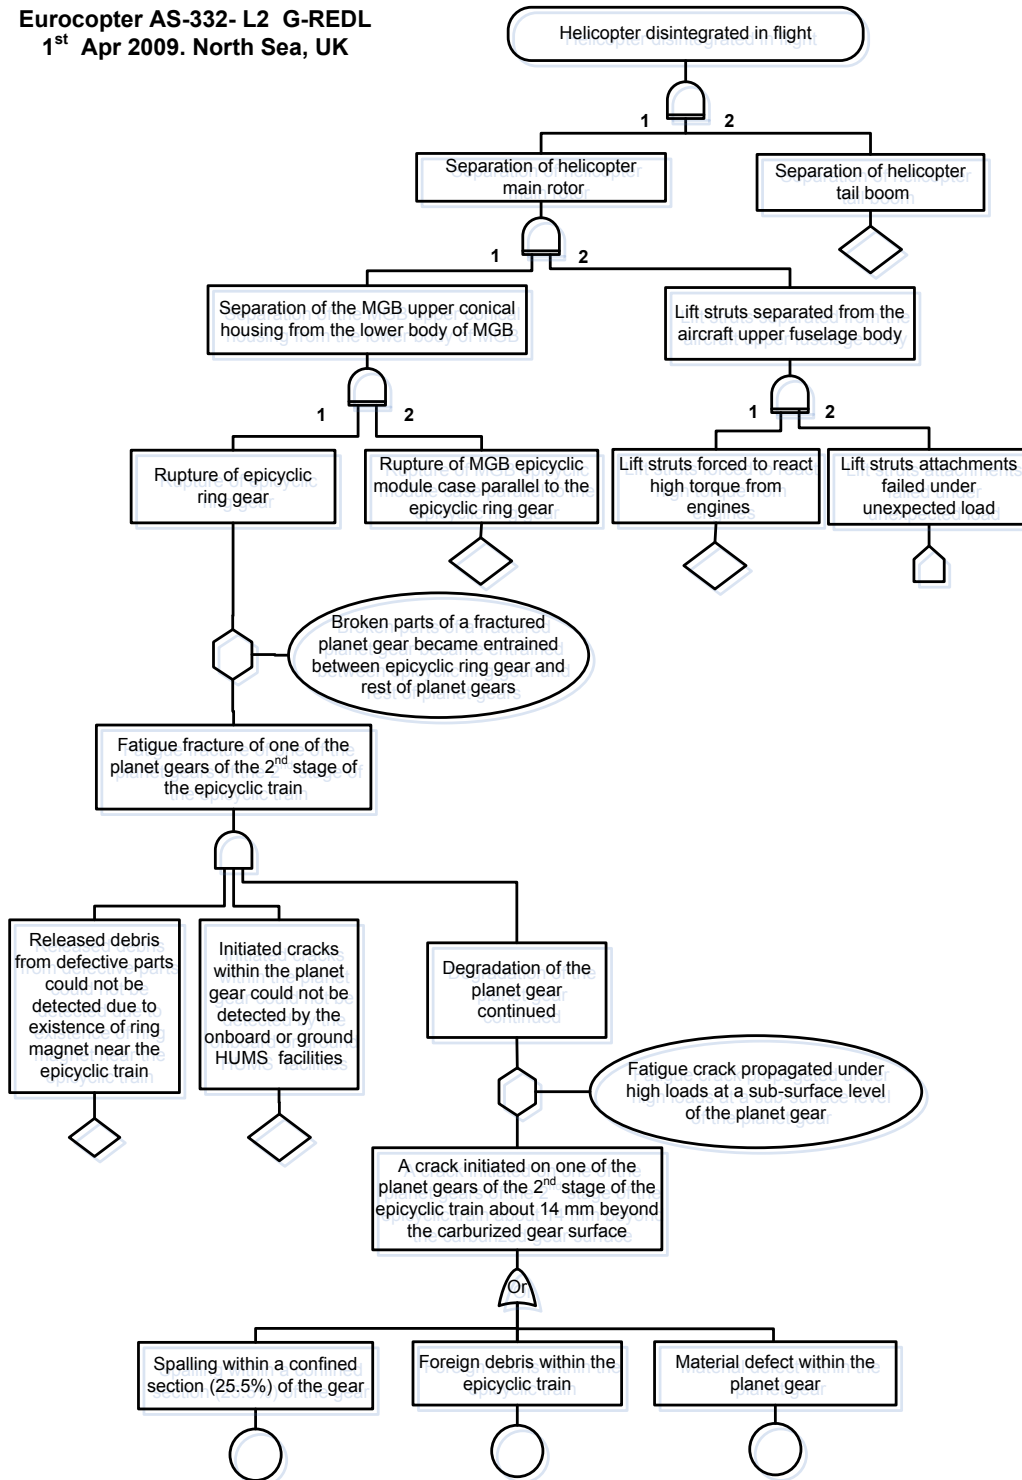 Eurocopter AS-332- L2 G-REDL
1st Apr 2009. North Sea, UK
Helicopter disintegrated in flight
1 2
Separation of helicopter
main rotor
Separation of helicopter
tail boom
1 2
Separation of the MGB upper conical
housing from the lower body of MGB
Lift struts separated from the
aircraft upper fuselage body
1 2
1 2
Rupture of epicyclic
ring gear
Rupture of MGB epicyclic
module case parallel to the
epicyclic ring gear
Lift struts forced to react
high torque from
engines
Lift struts attachments
failed under
unexpected load
Broken parts of a fractured
planet gear became entrained
between epicyclic ring gear and
rest of planet gears
Fatigue fracture of one of the
planet gears of the 2nd stage of
the epicyclic train
Released debris
from defective parts
could not be
detected due to
existence of ring
magnet near the
epicyclic train
Initiated cracks
within the planet
gear could not be
detected by the
onboard or ground
HUMS facilities
Degradation of the
planet gear
continued
Fatigue crack propagated under
high loads at a sub-surface level
of the planet gear
A crack initiated on one of the
planet gears of the 2nd stage of the
epicyclic train about 14 mm beyond
the carburized gear surface
Or
Spalling within a confined
section (25.5%) of the gear
Foreign debris within the
epicyclic train
Material defect within the
planet gear